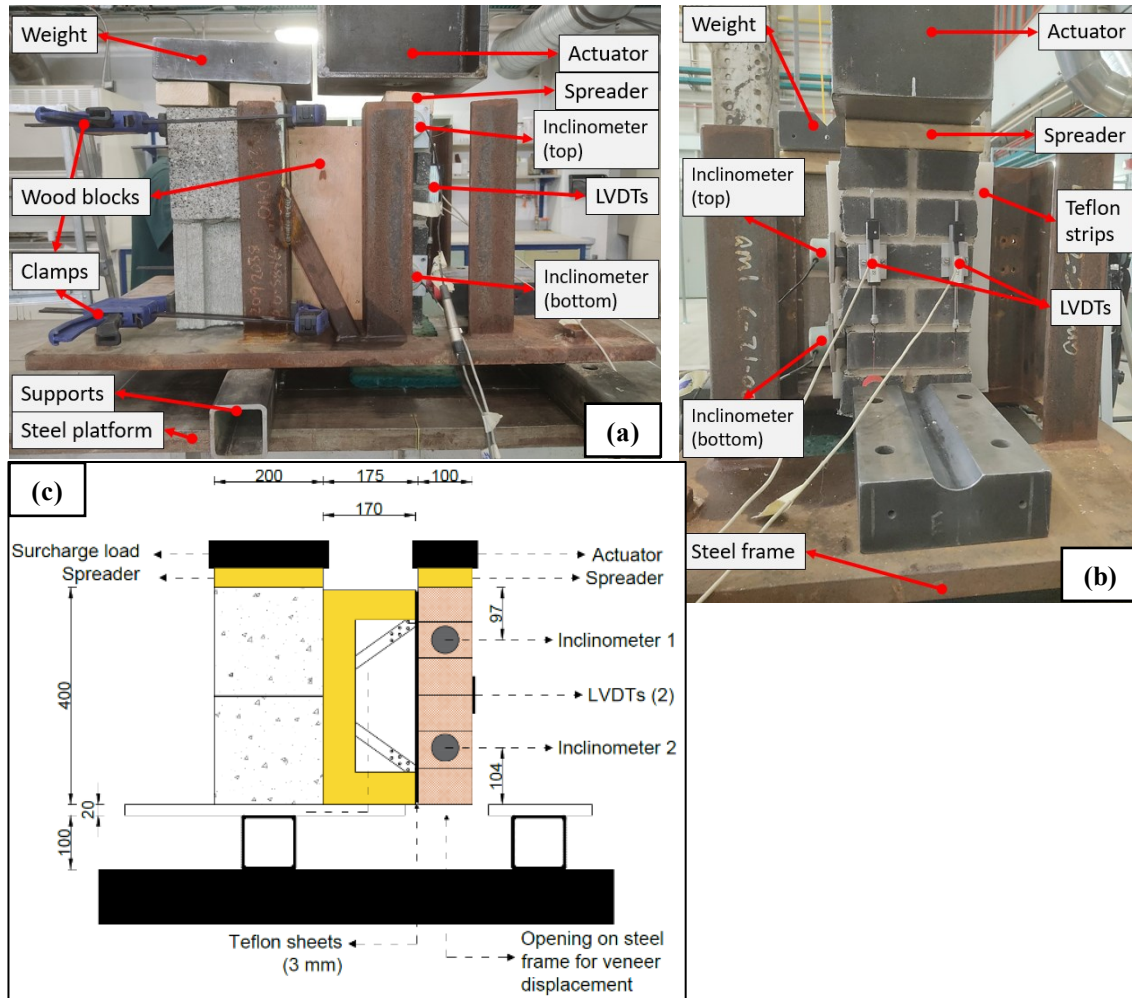 Weight
Actuator
Spreader
Inclinometer
(top)
Wood blocks
LVDTs
Clamps
Inclinometer
(bottom)
Supports
Steel platform
(a)
Weight
Actuator
Spreader
Inclinometer
(top)
Teflon
strips
LVDTs
Inclinometer
(bottom)
Steel frame
(b)
(c)
200
175
100
170
Surcharge load
Spreader
Actuator
Spreader
97
Inclinometer 1
400
LVDTs (2)
Inclinometer 2
104
20
100
Teflon sheets
(3 mm)
Opening on steel
frame for veneer
displacement